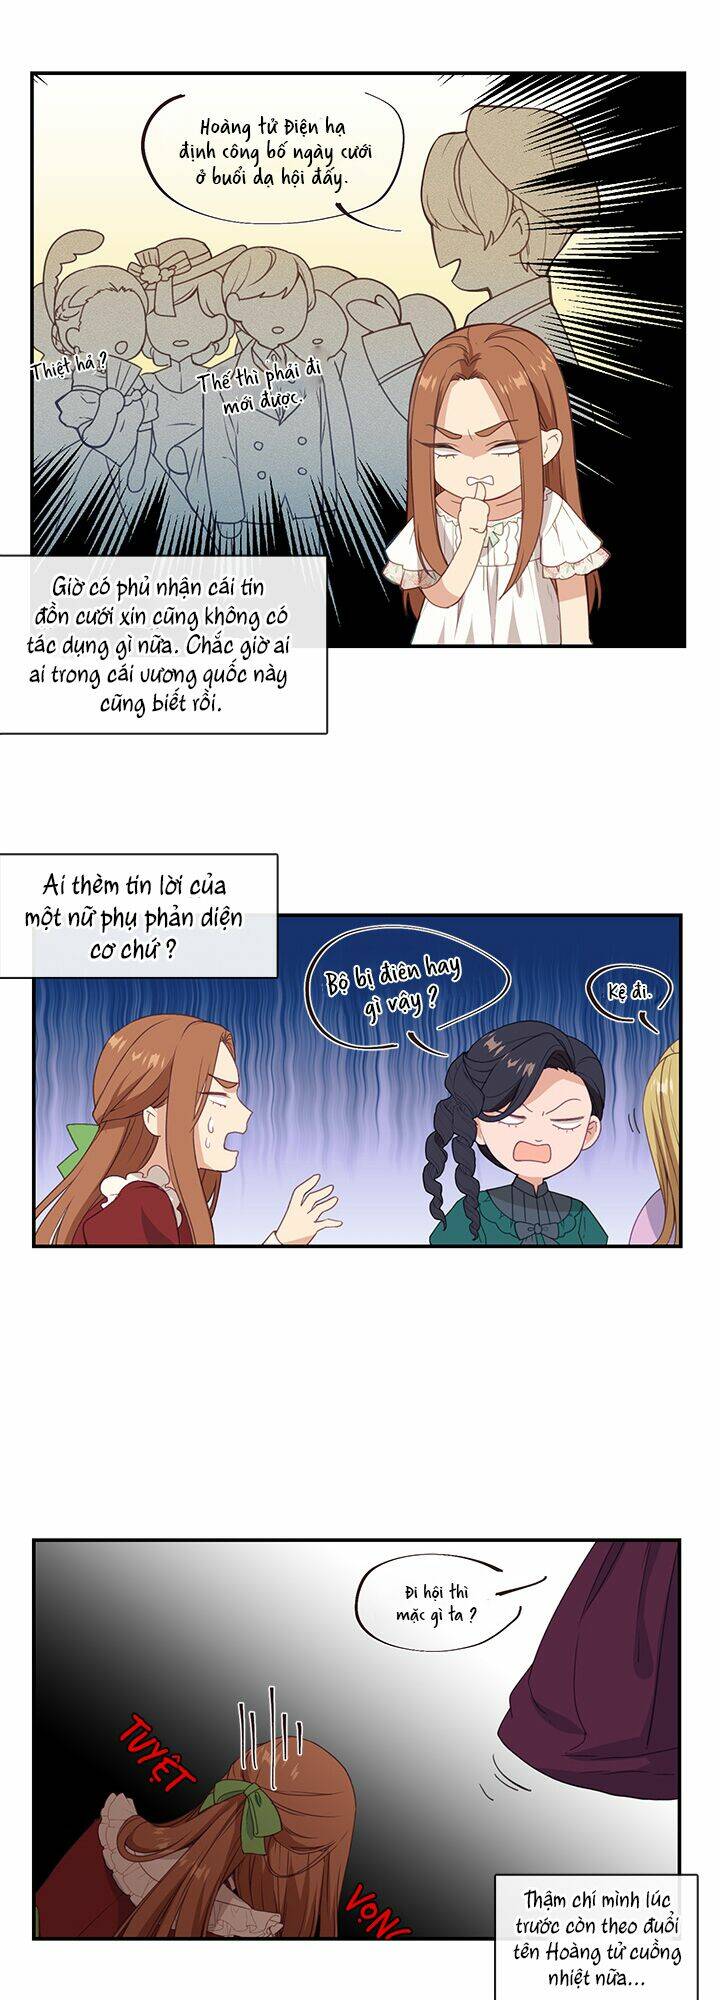 Hoàng tử Điện hạ
định công bố ngày cưới
ở buổi dạ hội đấy.
Thiệt hả?
Thế thì phải đi
mới được.
Giờ có phủ nhận cái tin
đồn cưới xin cũng không có
tác dụng gì nữa. Chắc giờ ai
ai trong cái vương quốc này
cũng biết rồi.
Ai thèm tin lời của
một nữ phụ phản diện
cơ chứ?
Bộ bị điên hay
gì vậy?
Kệ đi.
Đi hội thì
mặc gì ta?
TUYỆT
VỌNG
Thậm chí mình lúc
trước còn theo đuổi
tên Hoàng tử cuồng
nhiệt nữa...